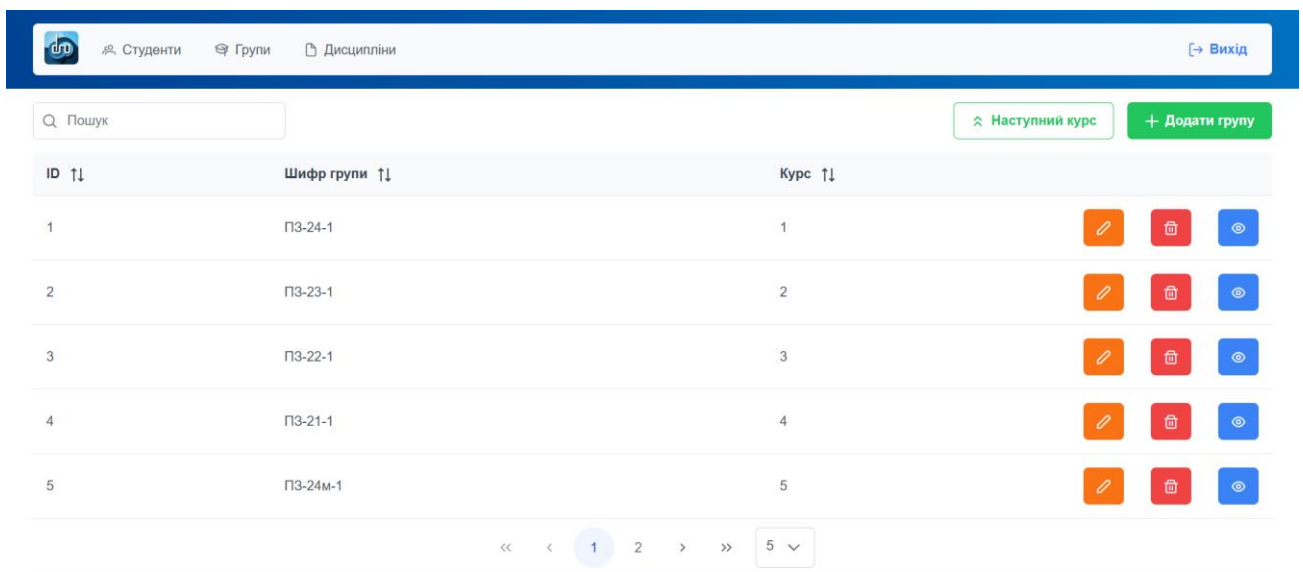 Студенти Групи Дисципліни Вихід
Пошук Наступний курс + Додати групу
ID Шифр групи Курс
1 ПЗ-24-1 1
2 ПЗ-23-1 2
3 ПЗ-22-1 3
4 ПЗ-21-1 4
5 ПЗ-24м-1 5
« ‹ 1 2 › » 5